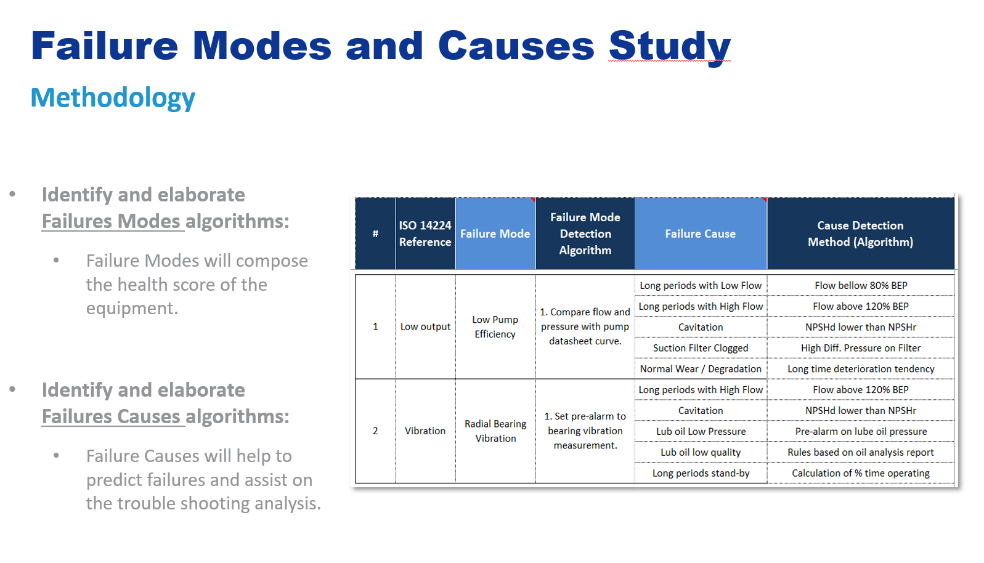 Failure Modes and Causes Study
Methodology
• Identify and elaborate
Failures Modes algorithms:
• Failure Modes will compose
the health score of the
equipment.
• Identify and elaborate
Failures Causes algorithms:
• Failure Causes will help to
predict failures and assist on
the trouble shooting analysis.
#
ISO 14224
Reference
Failure Mode
Failure Mode
Detection
Algorithm
Failure Cause
Cause Detection
Method (Algorithm)
1
Low output
Low Pump
Efficiency
1. Compare flow and
pressure with pump
datasheet curve.
Long periods with Low Flow
Flow bellow 80% BEP
Long periods with High Flow
Flow above 120% BEP
Cavitation
NPSHd lower than NPSHr
Suction Filter Clogged
High Diff. Pressure on Filter
Normal Wear / Degradation
Long time deterioration tendency
2
Vibration
Radial Bearing
Vibration
1. Set pre-alarm to
bearing vibration
measurement.
Long periods with High Flow
Flow above 120% BEP
Cavitation
NPSHd lower than NPSHr
Lub oil Low Pressure
Pre-alarm on lube oil pressure
Lub oil low quality
Rules based on oil analysis report
Long periods stand-by
Calculation of % time operating